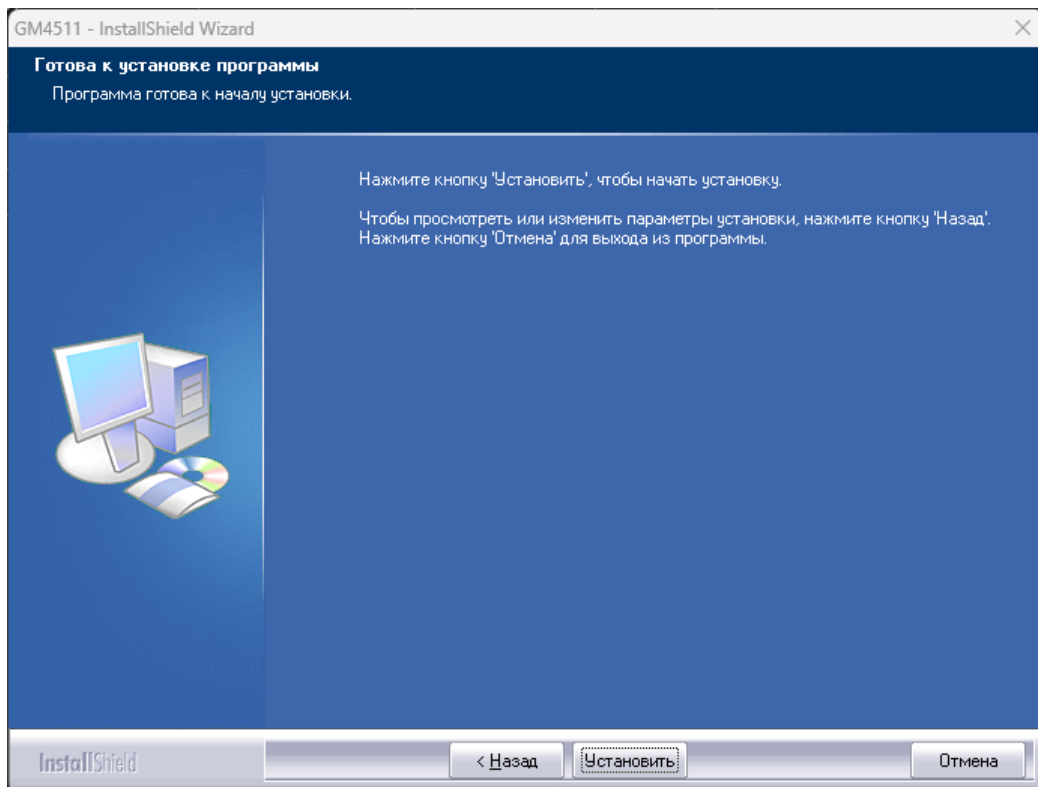 GM4511 - InstallShield Wizard
Готова к установке программы
Программа готова к началу установки.
Нажмите кнопку 'Установить', чтобы начать установку.
Чтобы просмотреть или изменить параметры установки, нажмите кнопку 'Назад'.
Нажмите кнопку 'Отмена' для выхода из программы.
InstallShield
< Назад
Установить
Отмена